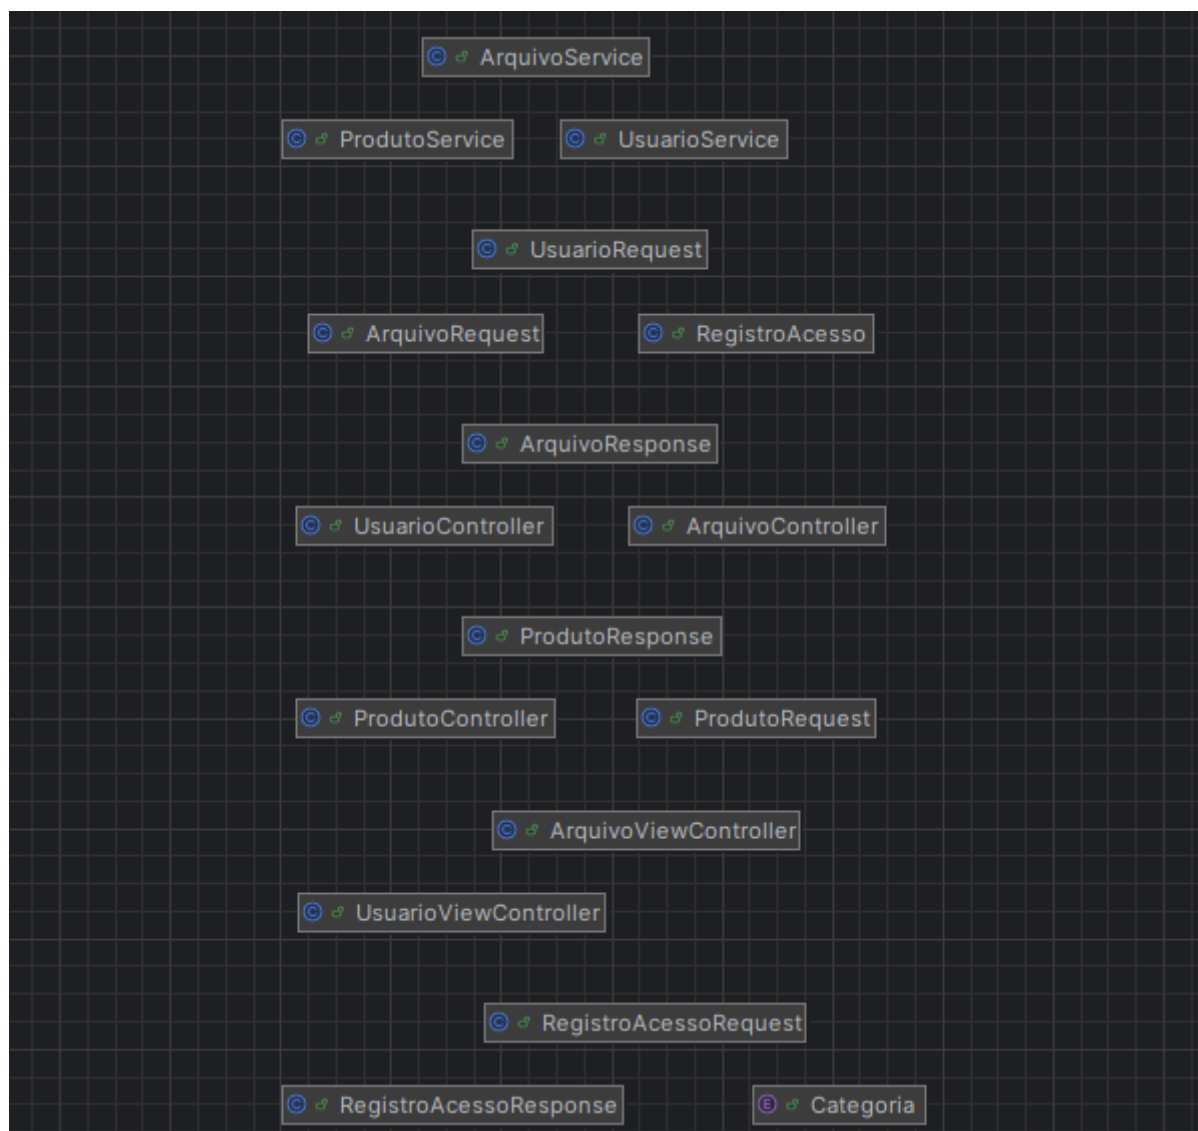 ArquivoService
ProdutoService
UsuarioService
UsuarioRequest
ArquivoRequest
RegistroAcesso
ArquivoResponse
UsuarioController
ArquivoController
ProdutoResponse
ProdutoController
ProdutoRequest
ArquivoViewController
UsuarioViewController
RegistroAcessoRequest
RegistroAcessoResponse
Categoria